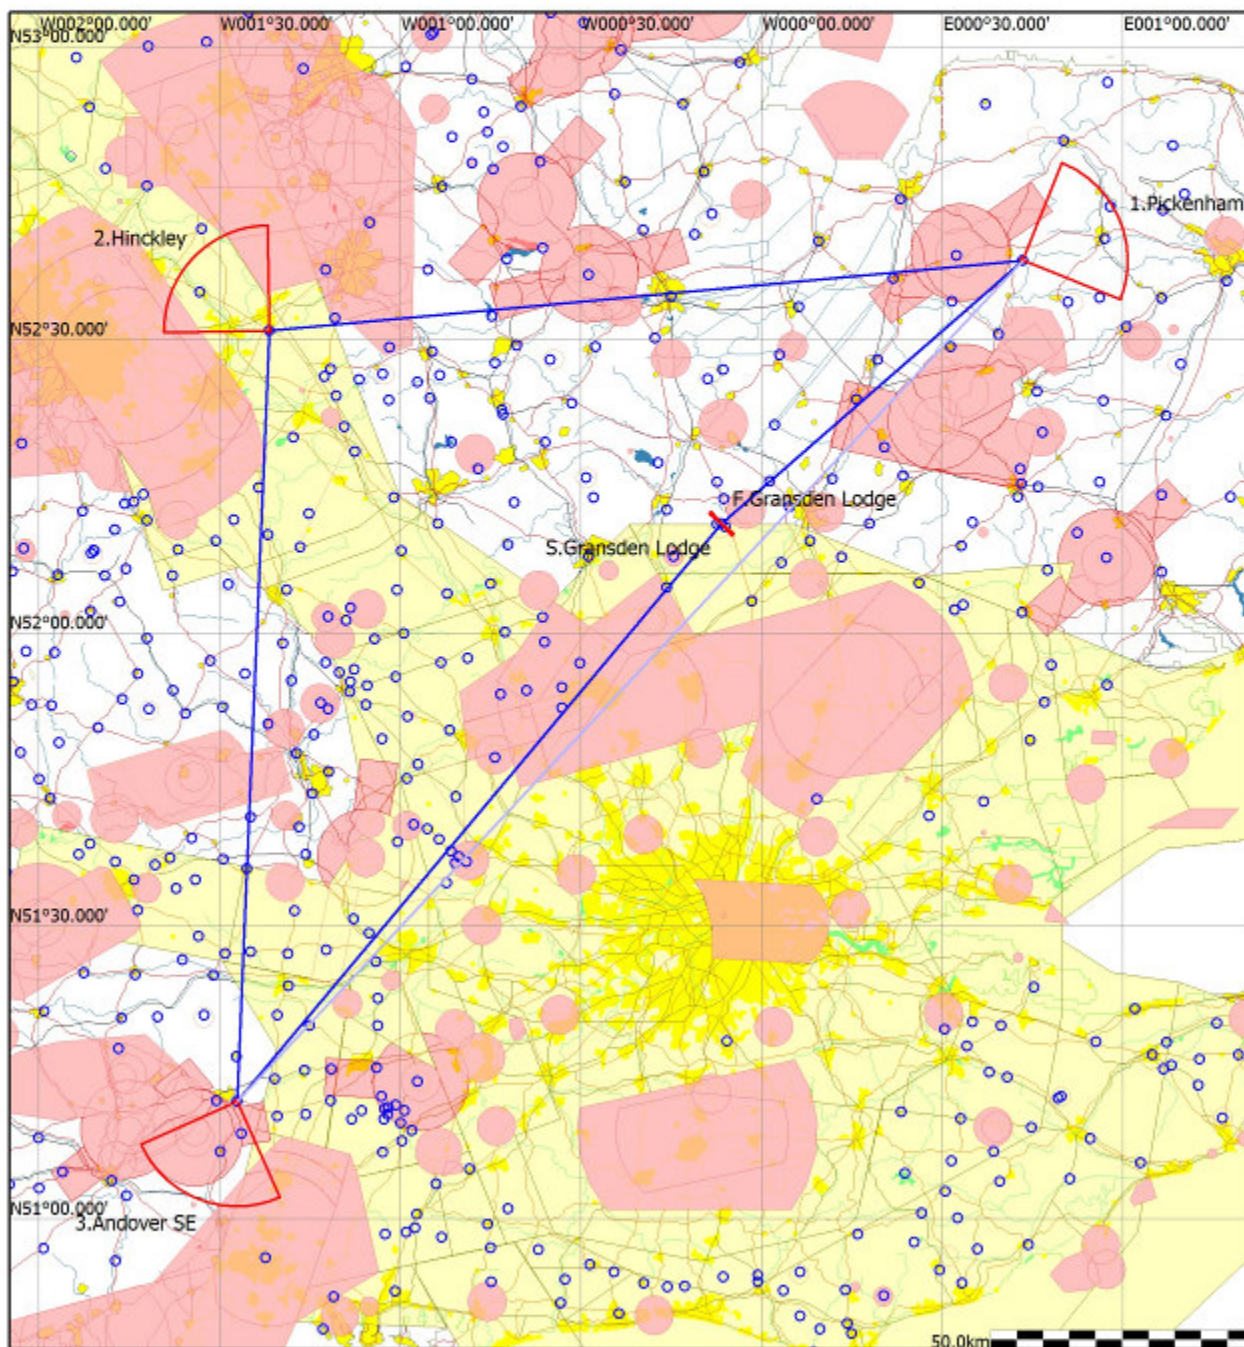 W002°00.000' W001°30.000' W001°00.000' W000°30.000' W000°00.000' E000°30.000' E001°00.000'
N53°00.000'
1.Pickenham
2.Hinckley
N52°30.000'
F.Gransden Lodge
S.Gransden Lodge
N52°00.000'
N51°30.000'
N51°00.000'
3.Andover SE
50.0km